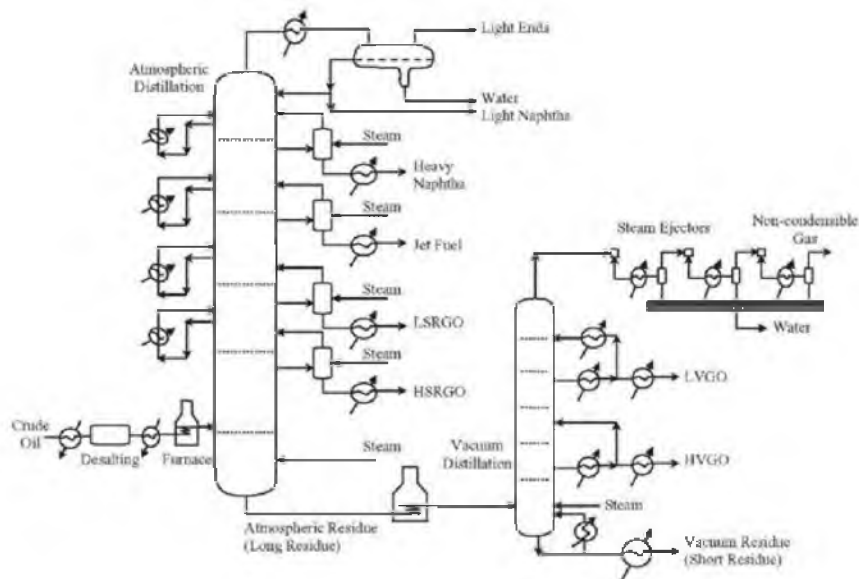 Light Ends
Atmospheric
Distillation
Water
Light Naphtha
Steam
Heavy
Naphtha
Steam
Jet Fuel
Steam
LSRGO
Steam
HSRGO
Steam Ejectors
Non-condensible
Gas
Water
LVGO
Crude
Oil
Desalting
Furnace
Steam
Vacuum
Distillation
HVGO
Steam
Atmospheric Residue
(Long Residue)
Vacuum Residue
(Short Residue)